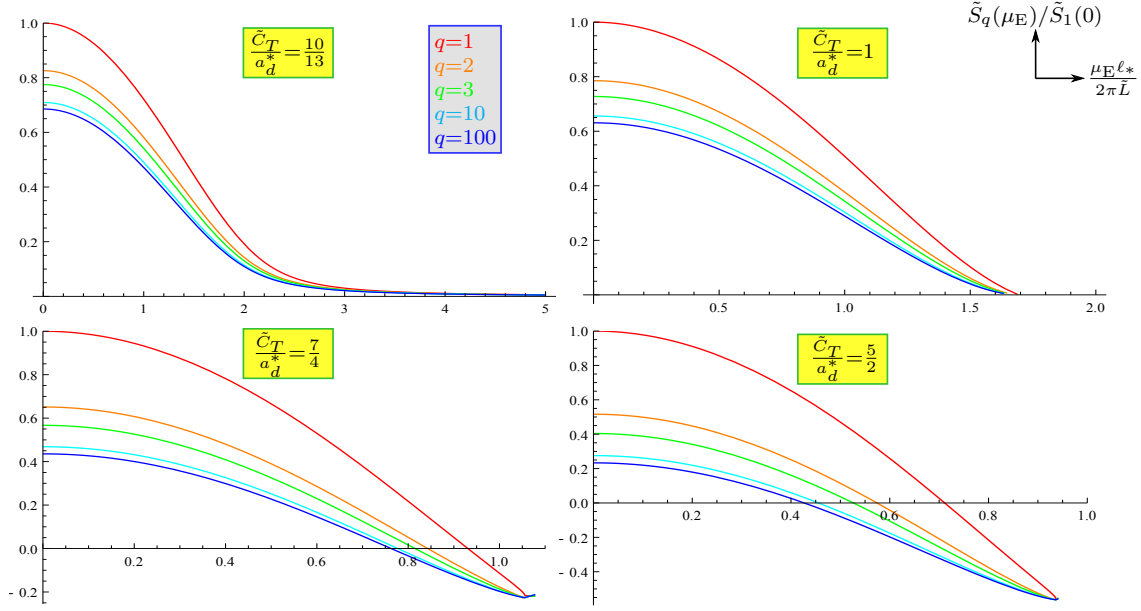 1.0
0.8
0.6
0.4
0.2
0 1 2 3 4 5
C̃_T/a_d^* = 10/13
q=1
q=2
q=3
q=10
q=100
1.0
0.8
0.6
0.4
0.2
0.5 1.0 1.5 2.0
C̃_T/a_d^* = 1
S̃_q(μ_E)/S̃_1(0)
μ_E ℓ_*/2πL̃
1.0
0.8
0.6
0.4
0.2
0.0
- 0.2
0.2 0.4 0.6 0.8 1.0
C̃_T/a_d^* = 7/4
1.0
0.8
0.6
0.4
0.2
0.0
- 0.2
- 0.4
0.2 0.4 0.6 0.8 1.0
C̃_T/a_d^* = 5/2